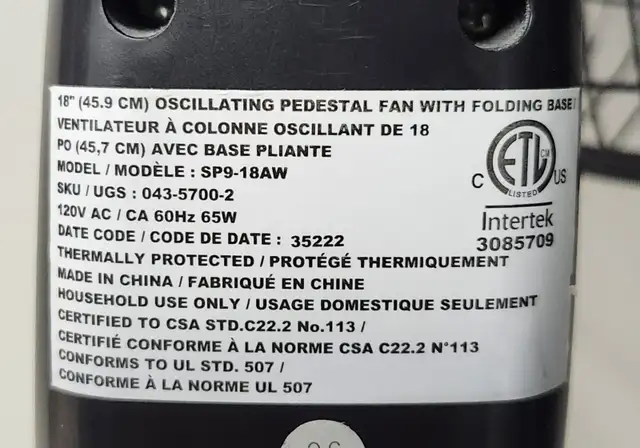 18" (45.9 CM) OSCILLATING PEDESTAL FAN WITH FOLDING BASE
VENTILATEUR À COLONNE OSCILLANT DE 18
PO (45,7 CM) AVEC BASE PLIANTE
MODEL / MODÈLE : SP9-18AW
SKU / UGS : 043-5700-2
120V AC / CA 60Hz 65W
DATE CODE / CODE DE DATE : 35222
THERMALLY PROTECTED / PROTÉGÉ THERMIQUEMENT
MADE IN CHINA / FABRIQUÉ EN CHINE
HOUSEHOLD USE ONLY / USAGE DOMESTIQUE SEULEMENT
CERTIFIED TO CSA STD.C22.2 No.113 /
CERTIFIÉ CONFORME À LA NORME CSA C22.2 N°113
CONFORMS TO UL STD. 507 /
CONFORME À LA NORME UL 507
ETL CM
LISTED
C US
Intertek
3085709